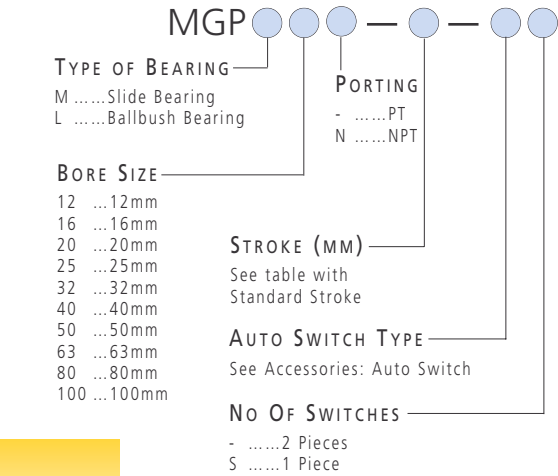 MGP — —
TYPE OF BEARING
M ......Slide Bearing
L ......Ballbush Bearing
PORTING
- ......PT
N ......NPT
BORE SIZE
12 ...12mm
16 ...16mm
20 ...20mm
25 ...25mm
32 ...32mm
40 ...40mm
50 ...50mm
63 ...63mm
80 ...80mm
100 ...100mm
STROKE (MM)
See table with
Standard Stroke
AUTO SWITCH TYPE
See Accessories: Auto Switch
NO OF SWITCHES
- ......2 Pieces
S ......1 Piece